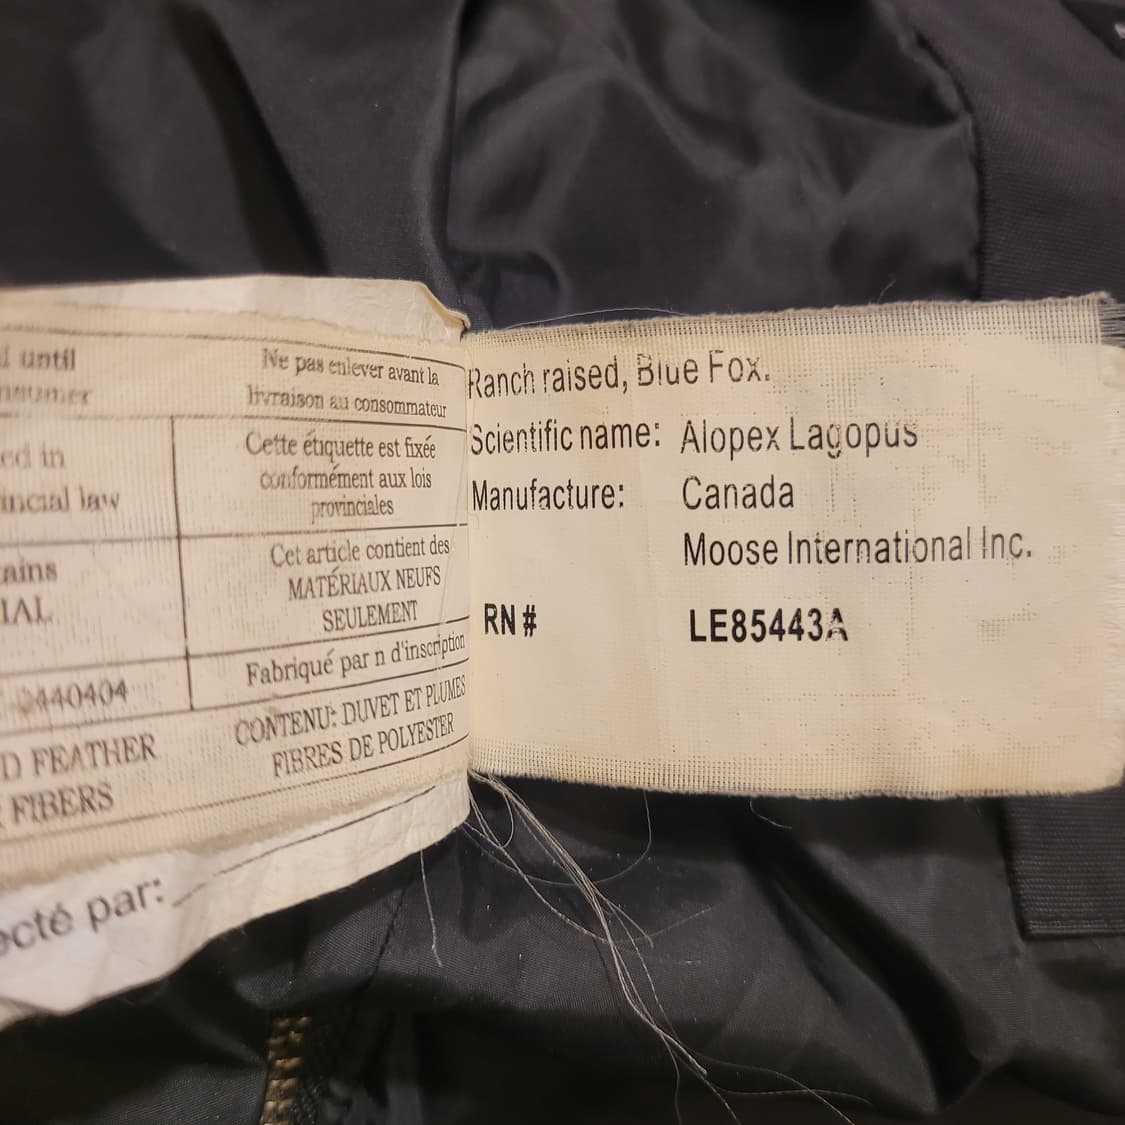 l until
nsumer
ed in
incial law
ains
IAL
0440404
D FEATHER
FIBERS
Ne pas enlever avant la
livraison au consommateur
Cette étiquette est fixée
conformément aux lois
provinciales
Cet article contient des
MATÉRIAUX NEUFS
SEULEMENT
Fabriqué par n d'inscription
CONTENU: DUVET ET PLUMES
FIBRES DE POLYESTER
ecté par:
Ranch raised, Blue Fox.
Scientific name: Alopex Lagopus
Manufacture: Canada
Moose International Inc.
RN # LE85443A